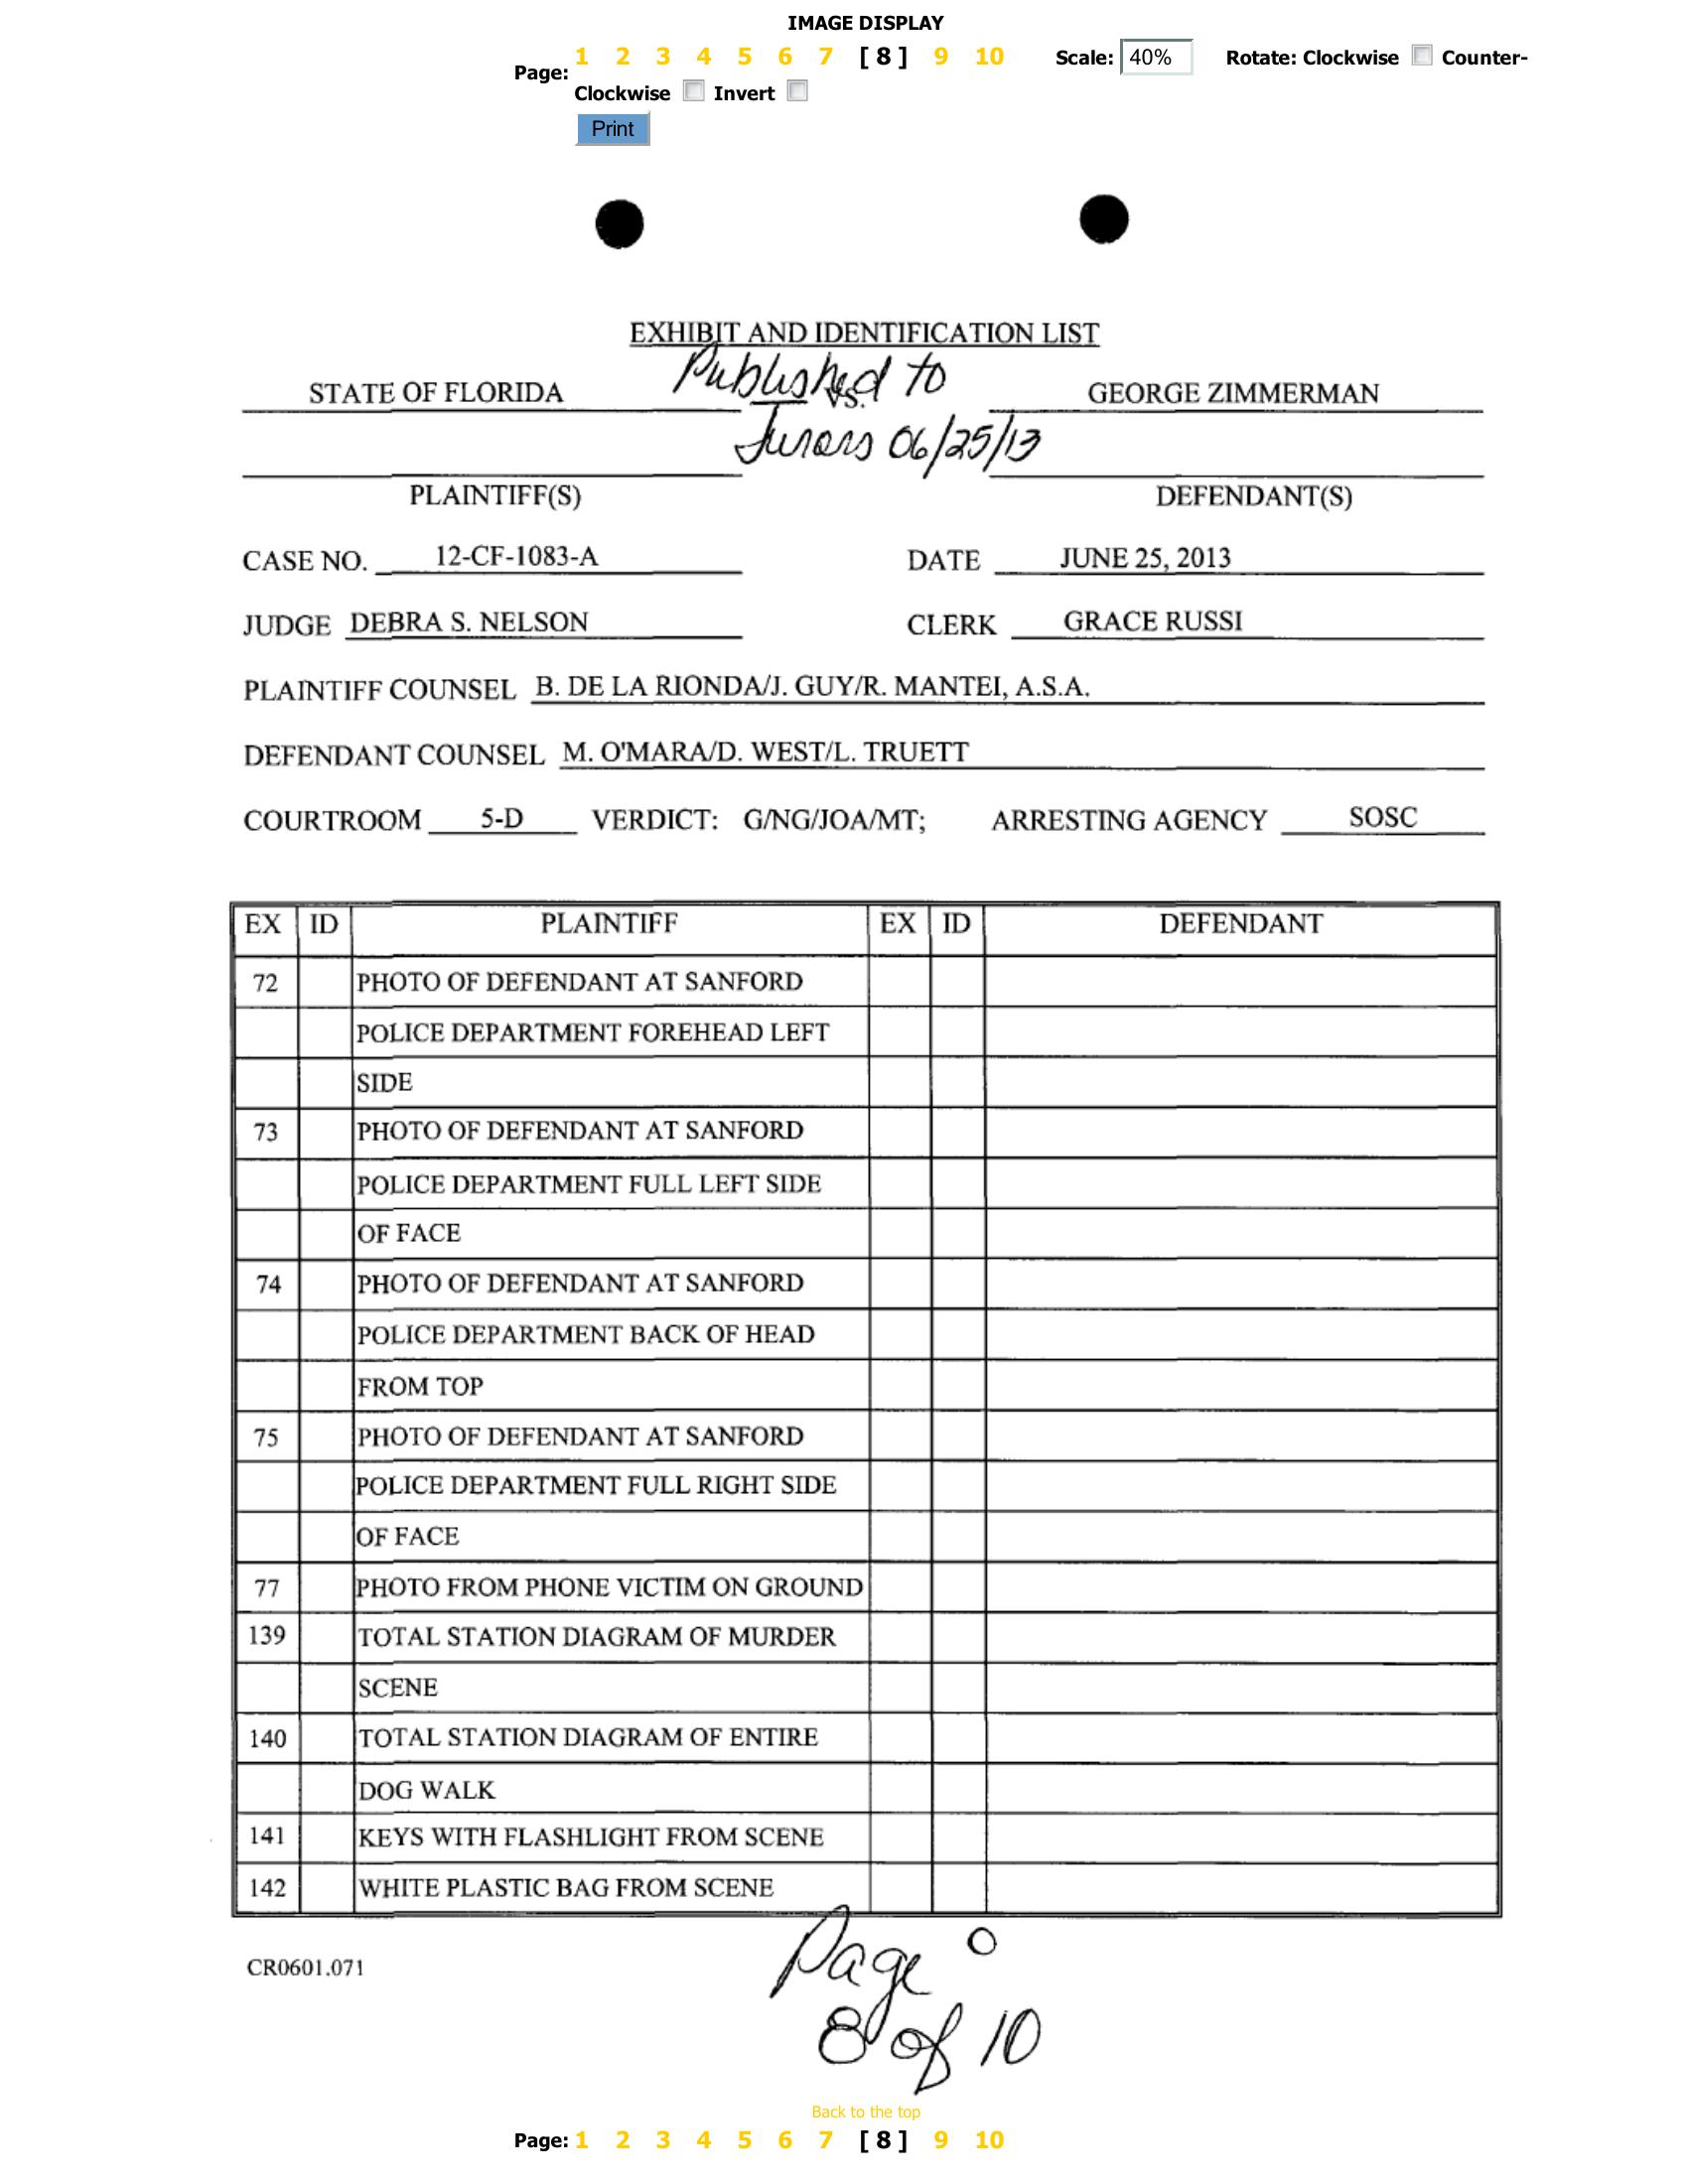 IMAGE DISPLAY
Page: 1 2 3 4 5 6 7 [ 8 ] 9 10 Scale: 40% Rotate: Clockwise Counter-
Clockwise Invert
Print
EXHIBIT AND IDENTIFICATION LIST
Published to
STATE OF FLORIDA VS. GEORGE ZIMMERMAN
Jurors 06/25/13
PLAINTIFF(S) DEFENDANT(S)
CASE NO. 12-CF-1083-A DATE JUNE 25, 2013
JUDGE DEBRA S. NELSON CLERK GRACE RUSSI
PLAINTIFF COUNSEL B. DE LA RIONDA/J. GUY/R. MANTEI, A.S.A.
DEFENDANT COUNSEL M. O'MARA/D. WEST/L. TRUETT
COURTROOM 5-D VERDICT: G/NG/JOA/MT; ARRESTING AGENCY SOSC
EX ID PLAINTIFF EX ID DEFENDANT
72 PHOTO OF DEFENDANT AT SANFORD
POLICE DEPARTMENT FOREHEAD LEFT
SIDE
73 PHOTO OF DEFENDANT AT SANFORD
POLICE DEPARTMENT FULL LEFT SIDE
OF FACE
74 PHOTO OF DEFENDANT AT SANFORD
POLICE DEPARTMENT BACK OF HEAD
FROM TOP
75 PHOTO OF DEFENDANT AT SANFORD
POLICE DEPARTMENT FULL RIGHT SIDE
OF FACE
77 PHOTO FROM PHONE VICTIM ON GROUND
139 TOTAL STATION DIAGRAM OF MURDER
SCENE
140 TOTAL STATION DIAGRAM OF ENTIRE
DOG WALK
141 KEYS WITH FLASHLIGHT FROM SCENE
142 WHITE PLASTIC BAG FROM SCENE
CR0601.071
Page
8 of 10
Back to the top
Page: 1 2 3 4 5 6 7 [ 8 ] 9 10